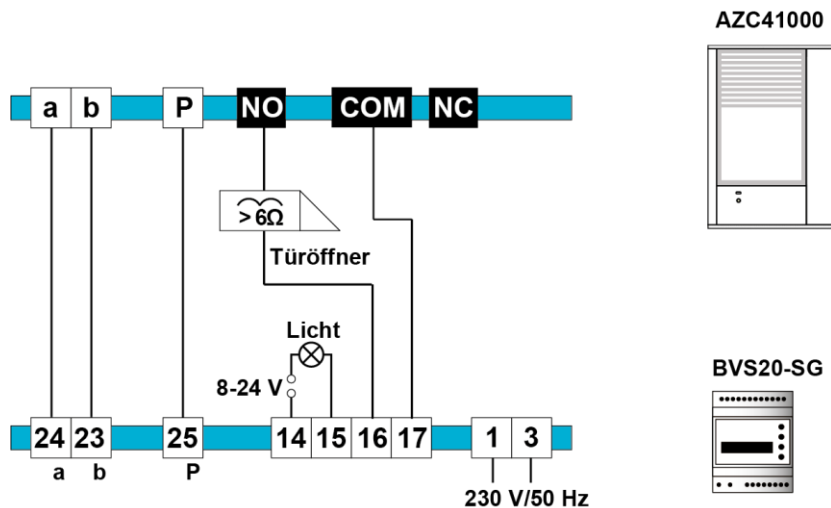 AZC41000
a b P NO COM NC
>6Ω
Türöffner
Licht
8-24 V
BVS20-SG
24 23 25 14 15 16 17 1 3
a b P
230 V/50 Hz